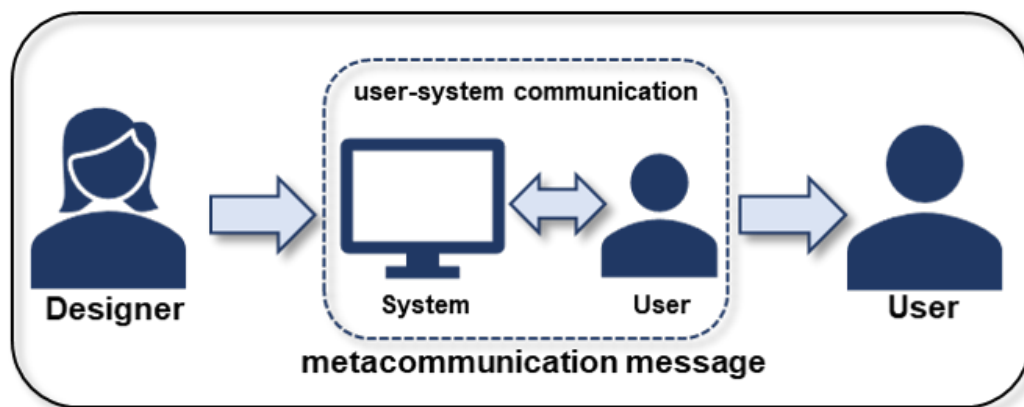 user-system communication
Designer
System
User
User
metacommunication message